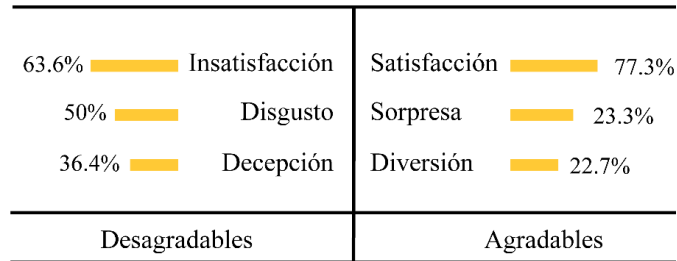 63.6% Insatisfacción Satisfacción 77.3%
50% Disgusto Sorpresa 23.3%
36.4% Decepción Diversión 22.7%
Desagradables Agradables